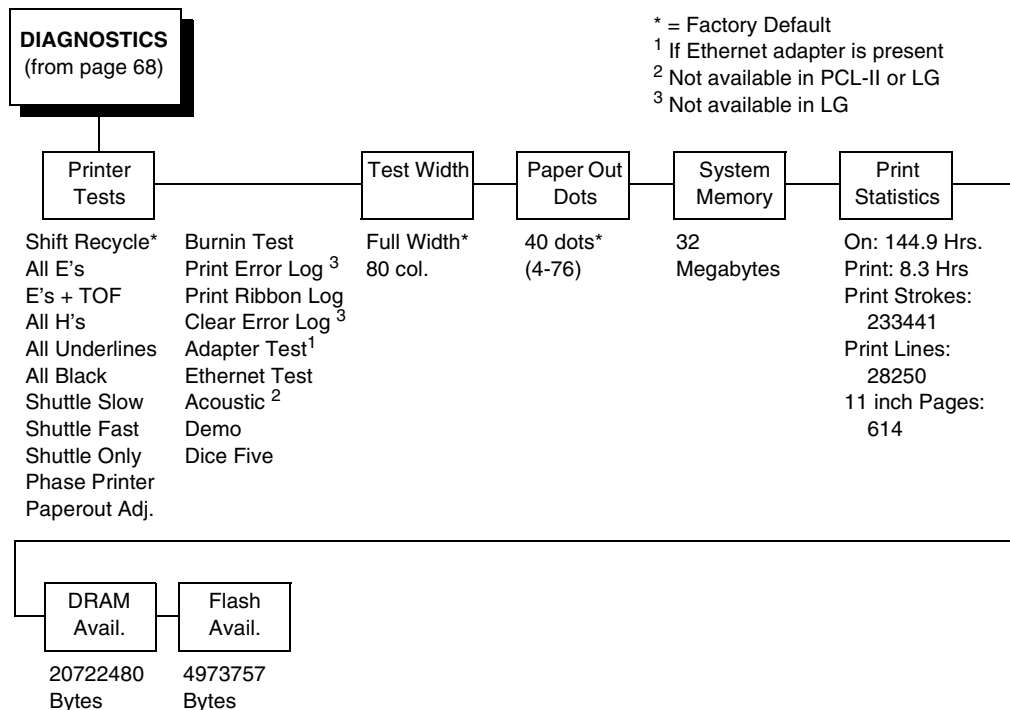 DIAGNOSTICS
(from page 68)
* = Factory Default
1 If Ethernet adapter is present
2 Not available in PCL-II or LG
3 Not available in LG
Printer
Tests
Shift Recycle*
All E's
E's + TOF
All H's
All Underlines
All Black
Shuttle Slow
Shuttle Fast
Shuttle Only
Phase Printer
Paperout Adj.
Burnin Test
Print Error Log 3
Print Ribbon Log
Clear Error Log 3
Adapter Test1
Ethernet Test
Acoustic 2
Demo
Dice Five
Test Width
Full Width*
80 col.
Paper Out
Dots
40 dots*
(4-76)
System
Memory
32
Megabytes
Print
Statistics
On: 144.9 Hrs.
Print: 8.3 Hrs
Print Strokes:
233441
Print Lines:
28250
11 inch Pages:
614
DRAM
Avail.
20722480
Bytes
Flash
Avail.
4973757
Bytes